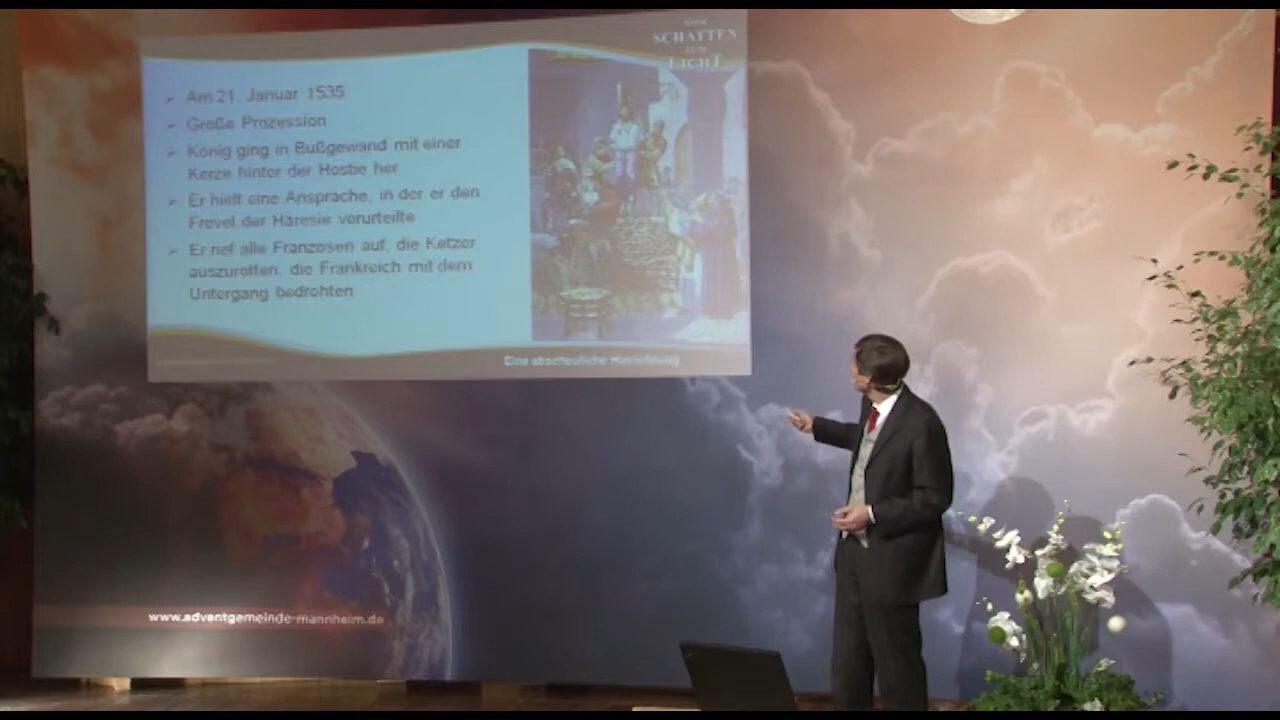 VOM
SCHATTEN
ZUM
LICHT
Am 21. Januar 1535
Große Prozession
König ging in Bußgewand mit einer
Kerze hinter der Hostie her
Er hielt eine Ansprache, in der er den
Frevel der Häresie verurteilte
Er rief alle Franzosen auf, die Ketzer
auszurotten, die Frankreich mit dem
Untergang bedrohten
Eine abscheuliche
www.adventgemeinde-mannheim.de